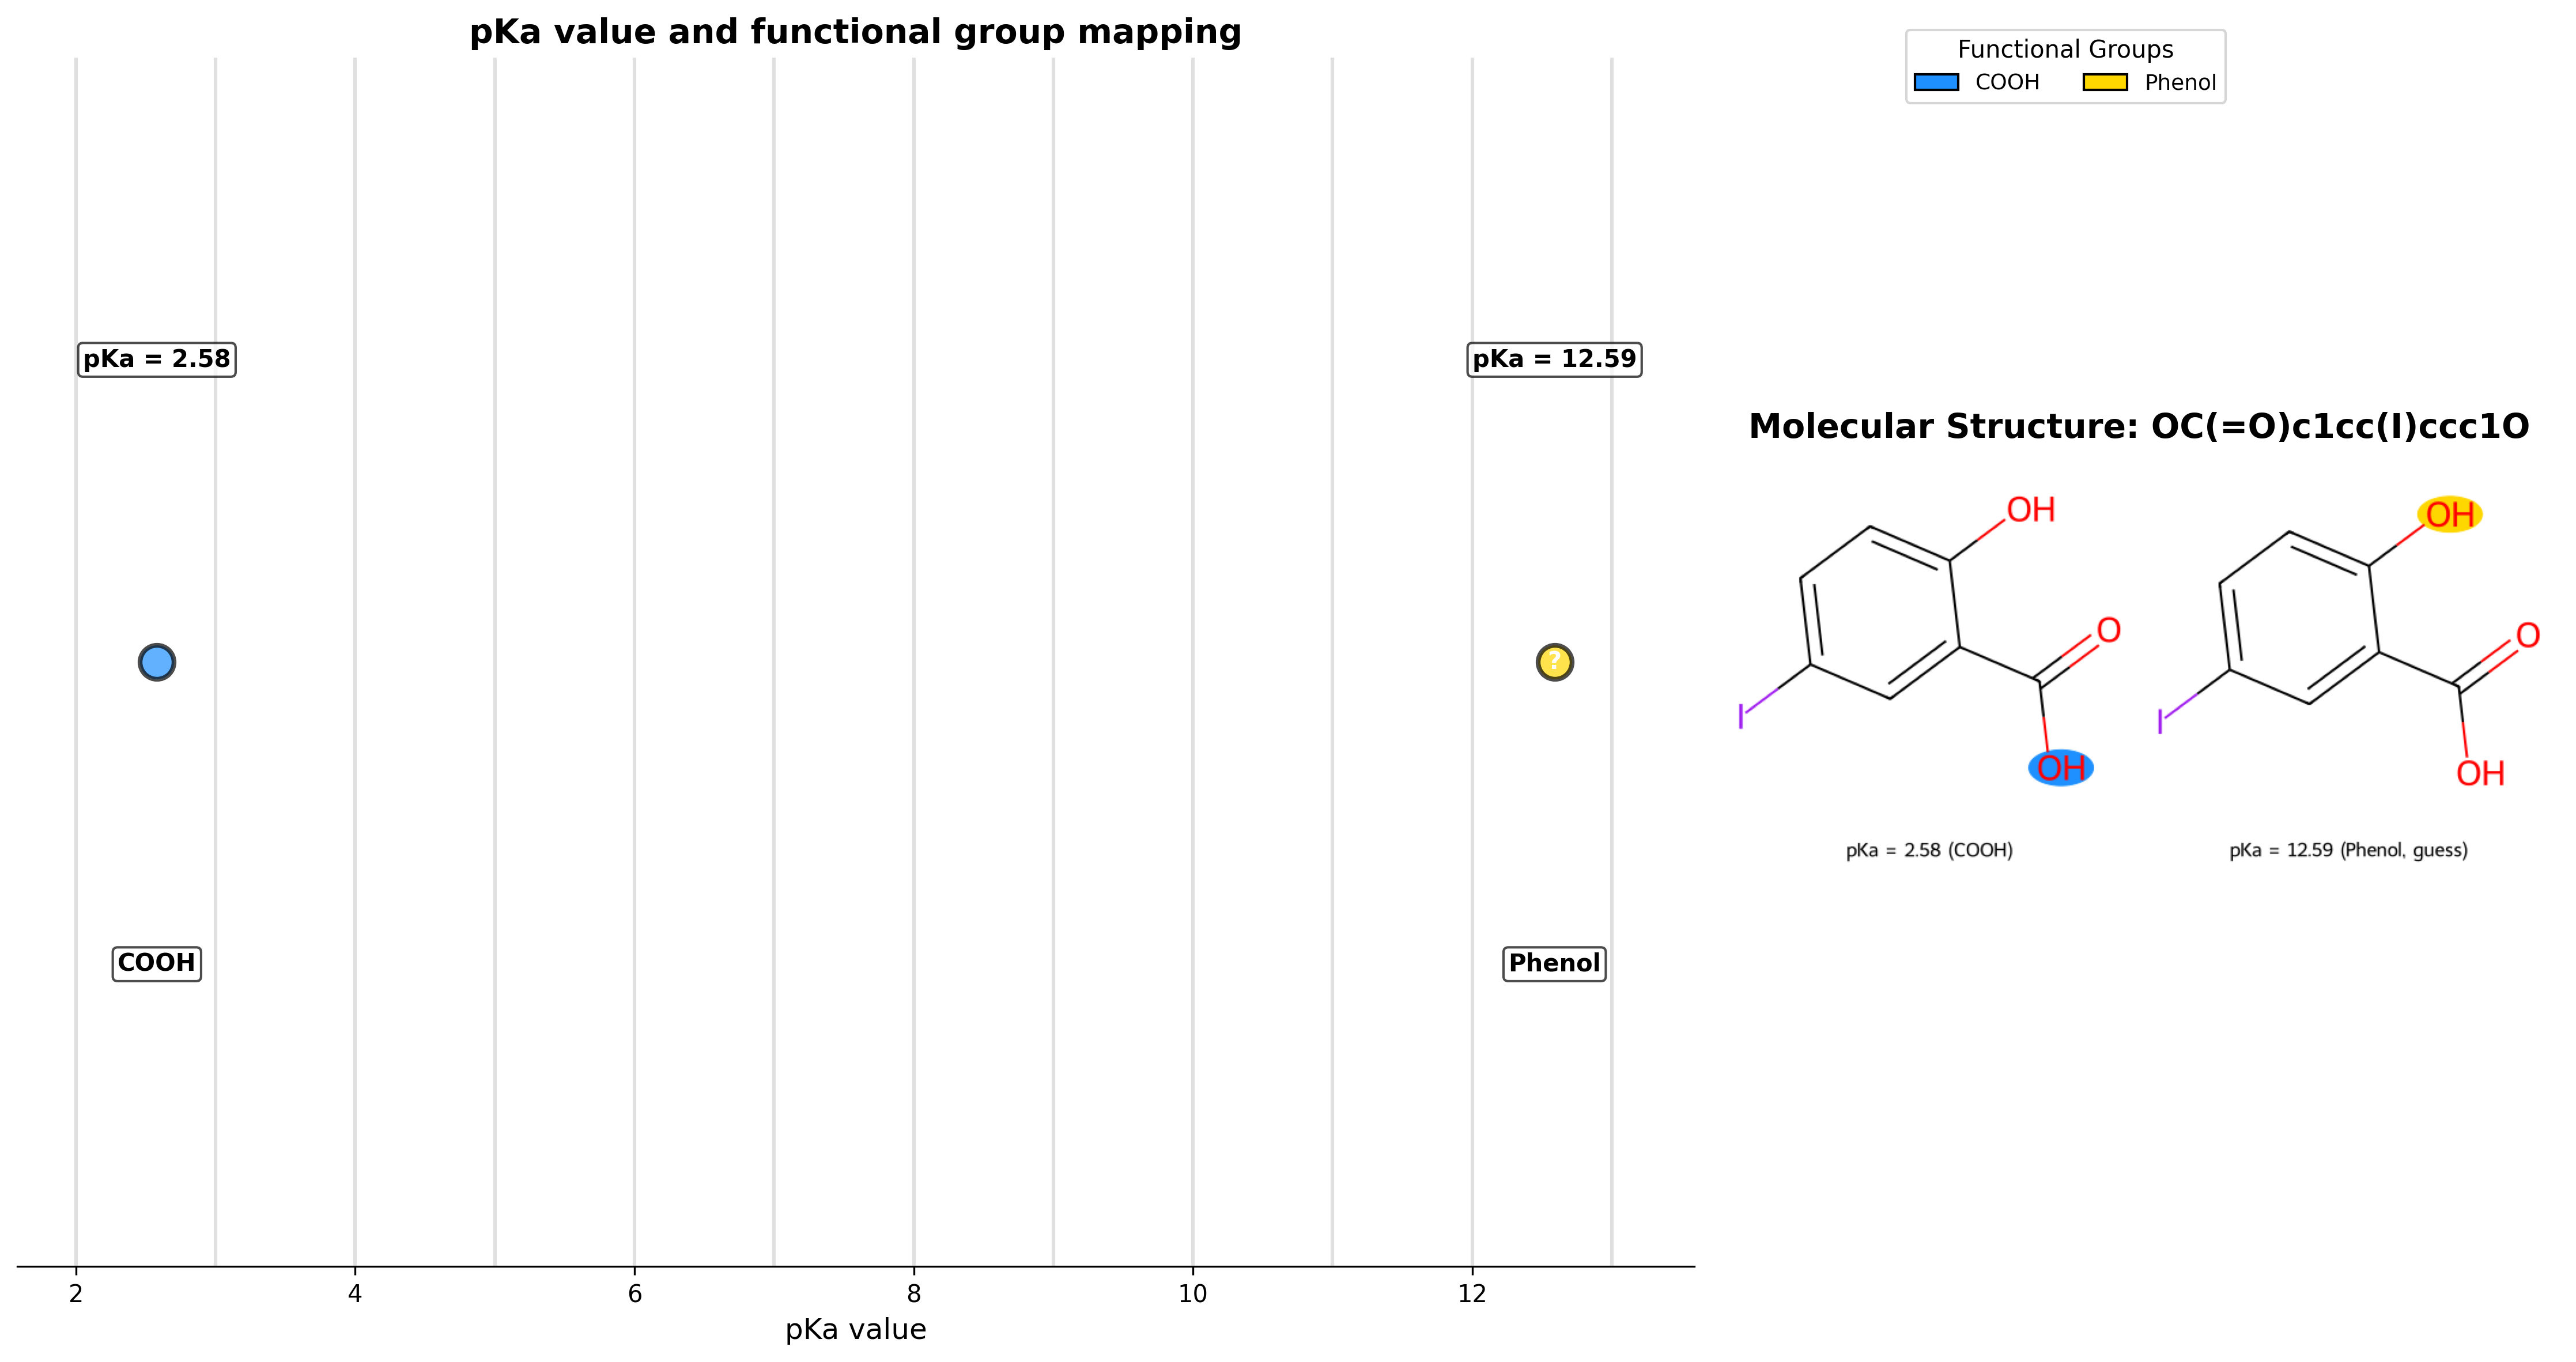 pKa value and functional group mapping
pKa = 2.58
pKa = 12.59
?
COOH
Phenol
2 4 6 8 10 12
pKa value
Functional Groups
COOH Phenol
Molecular Structure: OC(=O)c1cc(I)ccc1O
OH
O
I
OH
pKa = 2.58 (COOH)
OH
O
I
OH
pKa = 12.59 (Phenol, guess)